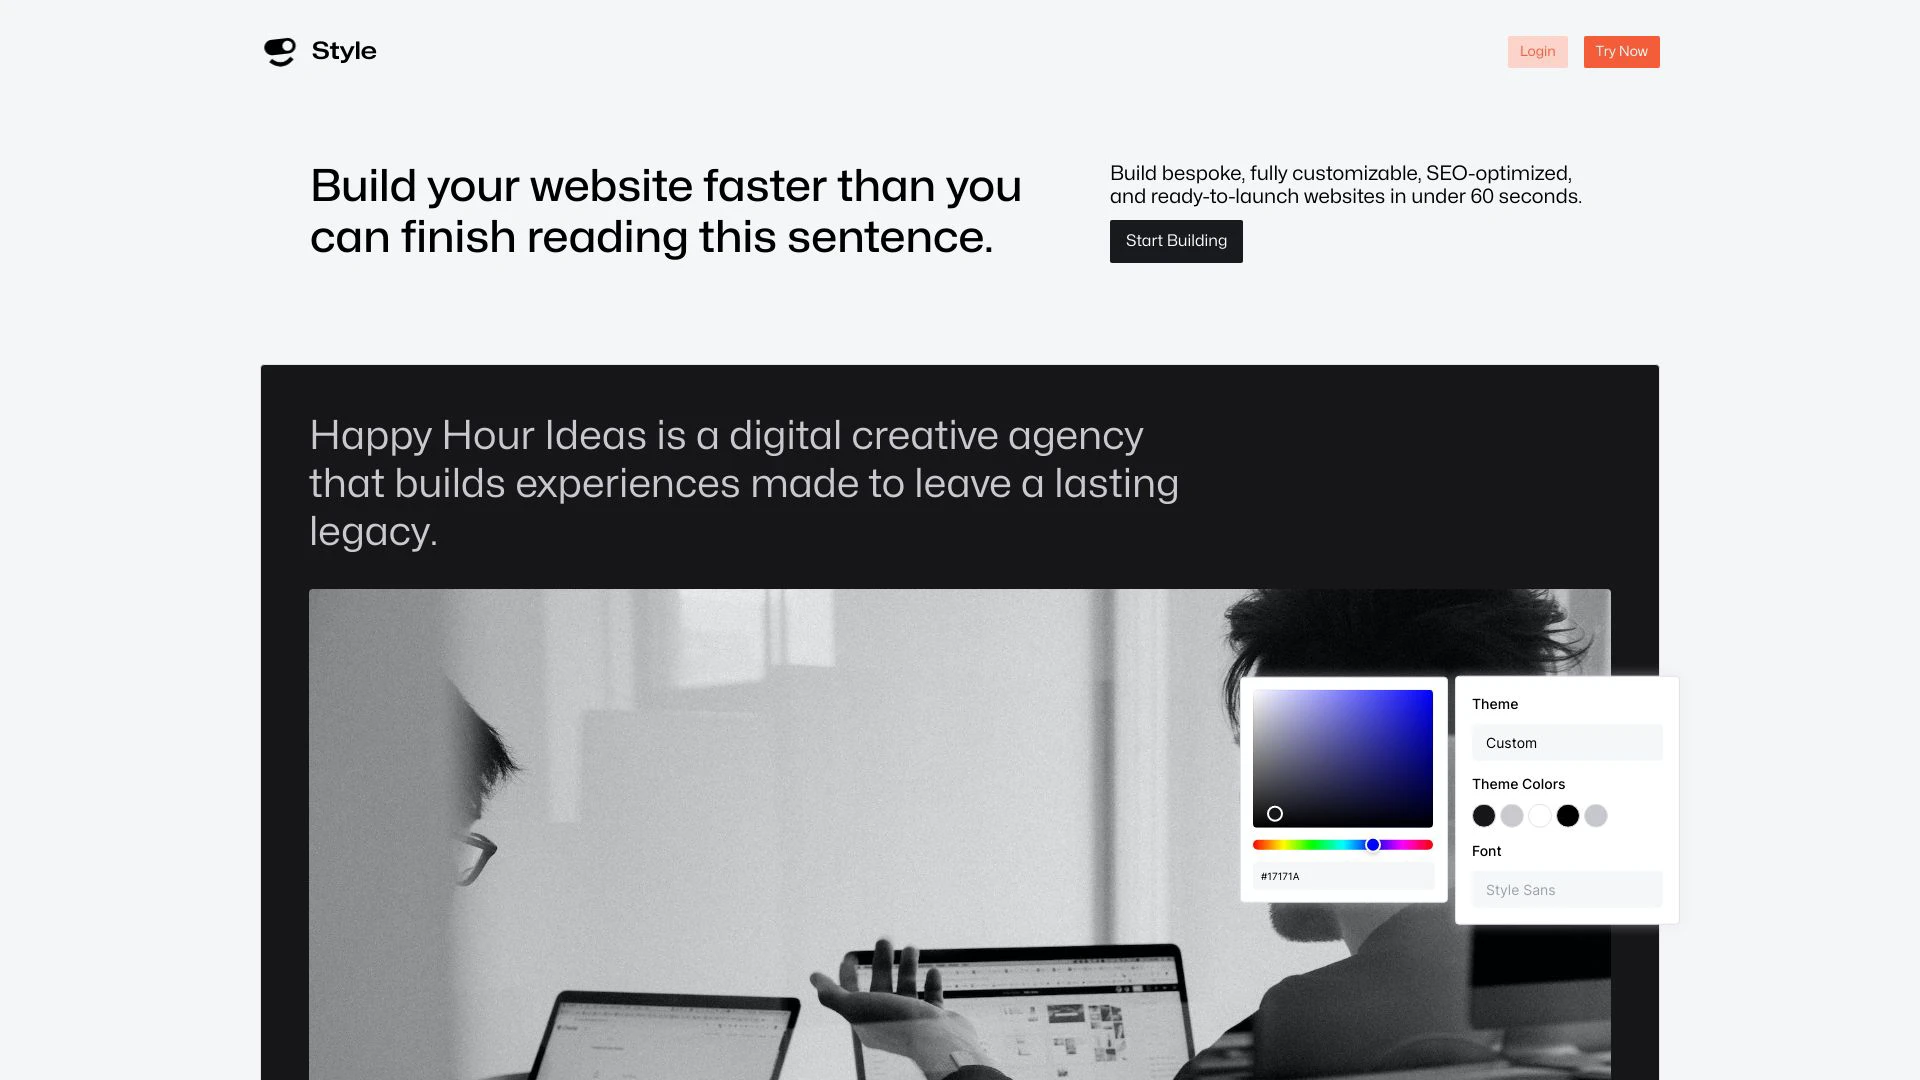 Style
Login
Try Now
Build your website faster than you
can finish reading this sentence.
Build bespoke, fully customizable, SEO-optimized,
and ready-to-launch websites in under 60 seconds.
Start Building
Happy Hour Ideas is a digital creative agency
that builds experiences made to leave a lasting
legacy.
#17171A
Theme
Custom
Theme Colors
Font
Style Sans